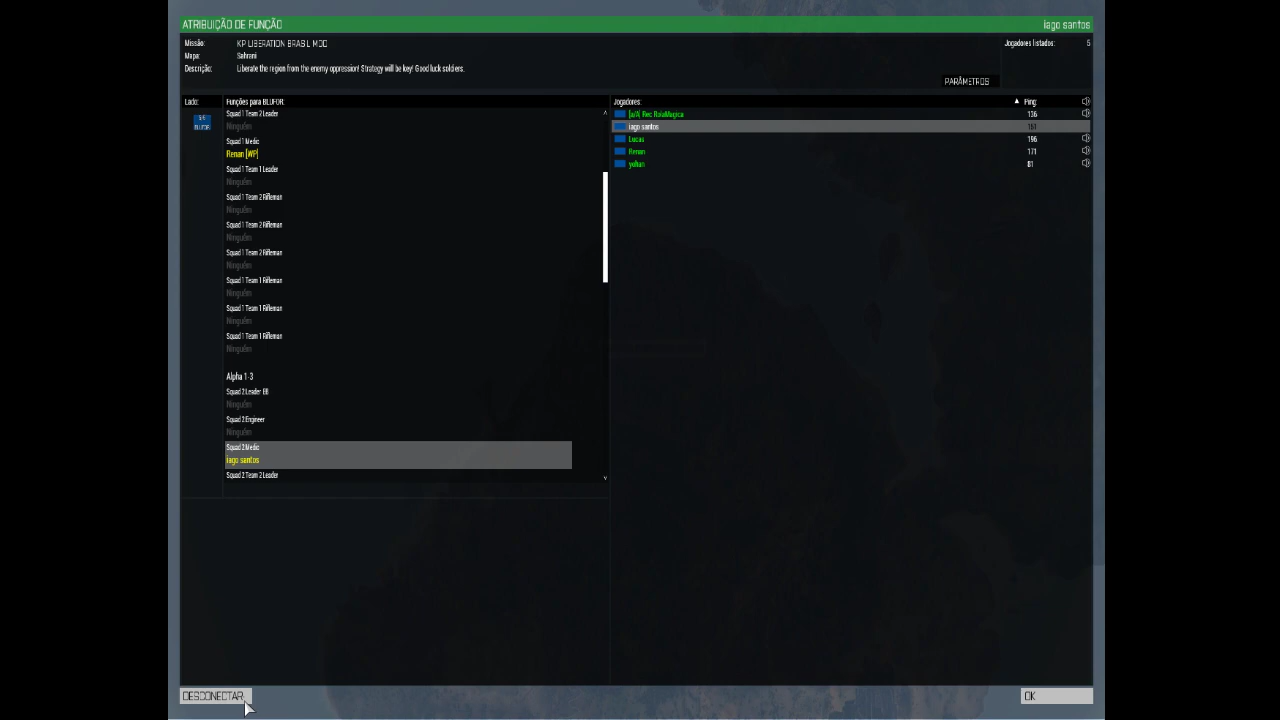 ATRIBUIÇÃO DE FUNÇÃO iago santos
Missão: KP LIBERATION BRASIL MOD Jogadores listados: 5
Mapa: Sahrani
Descrição: Liberate the region from the enemy oppression! Strategy will be key! Good luck soldiers.
PARÂMETROS
Lado: Funções para BLUFOR: Jogadores: Ping:
BLUFOR
Squad 1 Team 2 Leader
Ninguém
Squad 1 Medic
Renan [WP]
Squad 1 Team 1 Leader
Ninguém
Squad 1 Team 2 Rifleman
Ninguém
Squad 1 Team 2 Rifleman
Ninguém
Squad 1 Team 2 Rifleman
Ninguém
Squad 1 Team 1 Rifleman
Ninguém
Squad 1 Team 1 Rifleman
Ninguém
Squad 1 Team 1 Rifleman
Ninguém
Alpha 1-3
Squad 2 Leader
Ninguém
Squad 2 Engineer
Ninguém
Squad 2 Medic
iago santos
Squad 2 Team 2 Leader
Rec 136
iago santos 151
Lucas 196
Renan 171
yohan 81
DESCONECTAR
OK